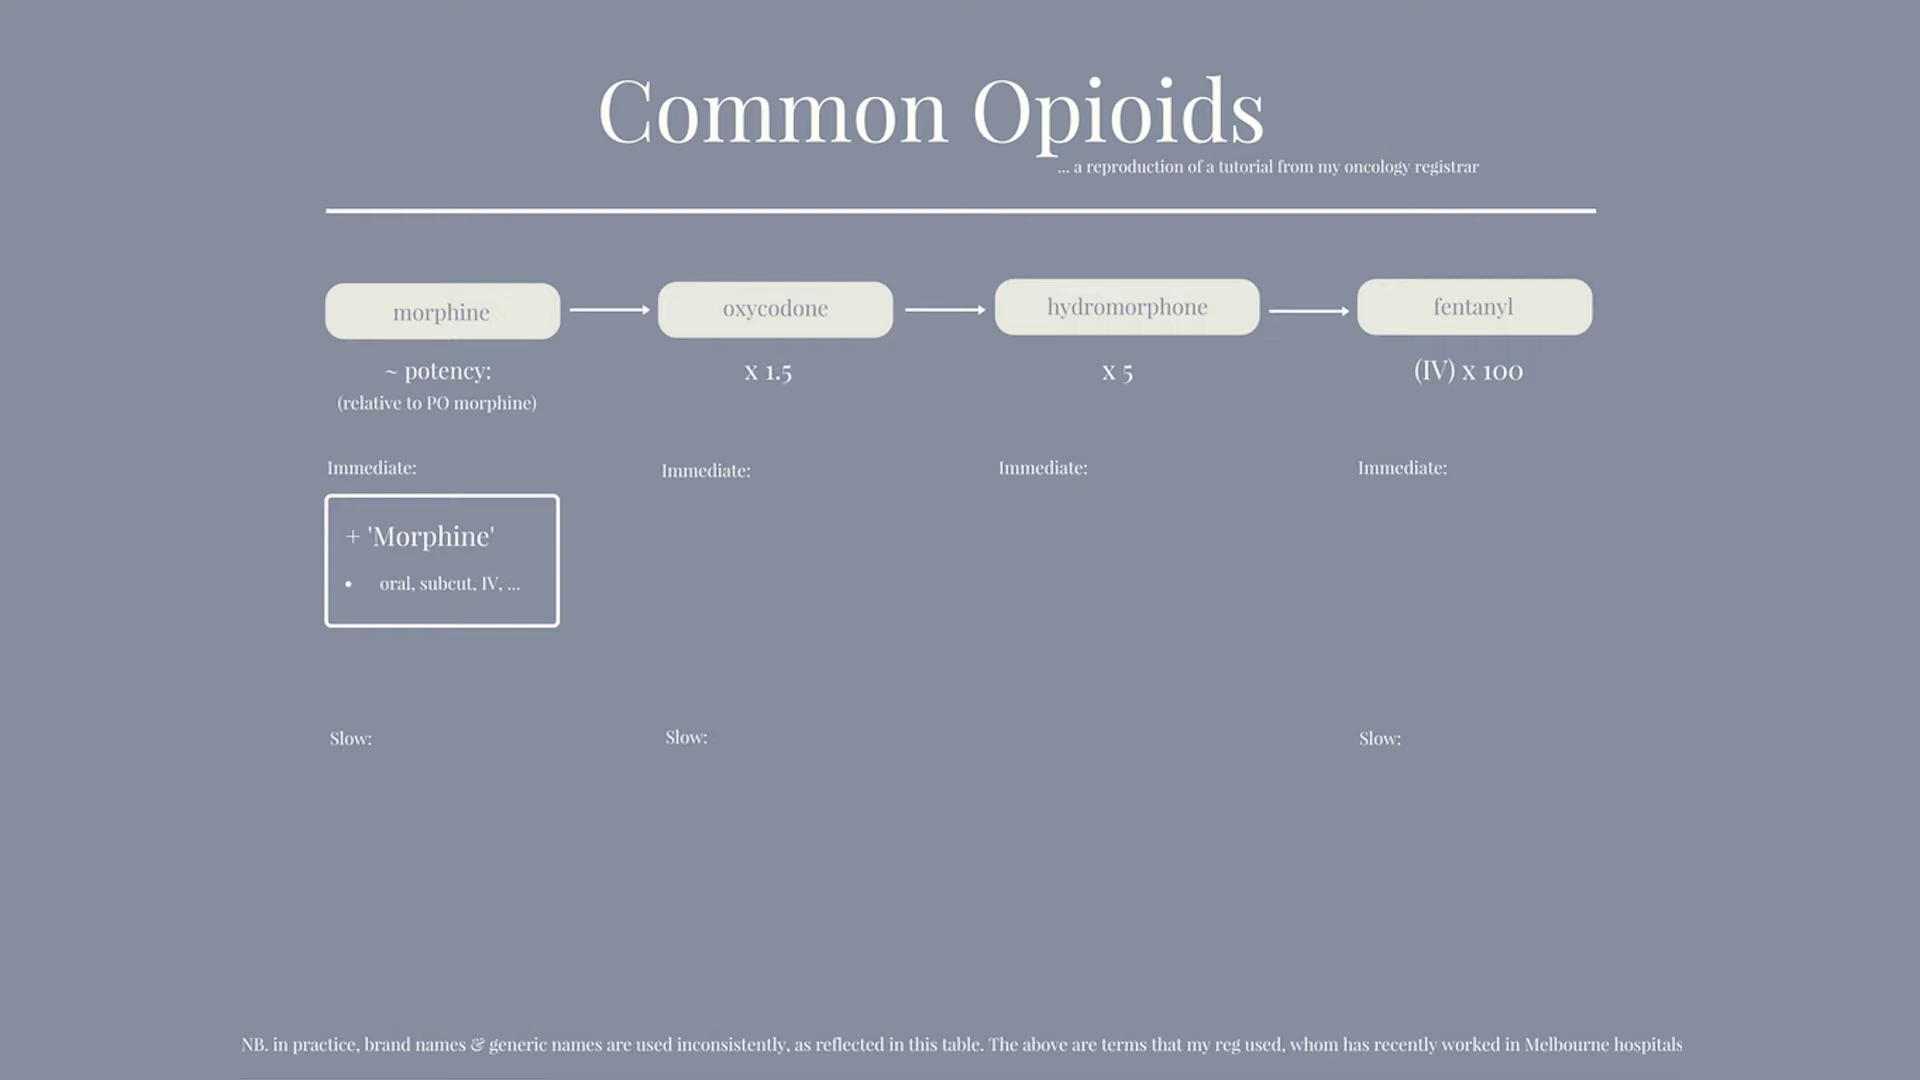 Common Opioids
... a reproduction of a tutorial from my oncology registrar
morphine
oxycodone
hydromorphone
fentanyl
~ potency:
(relative to PO morphine)
x 1.5
x 5
(IV) x 100
Immediate:
Immediate:
Immediate:
Immediate:
+ 'Morphine'
• oral, subcut, IV, ...
Slow:
Slow:
Slow:
NB. in practice, brand names & generic names are used inconsistently, as reflected in this table. The above are terms that my reg used, whom has recently worked in Melbourne hospitals